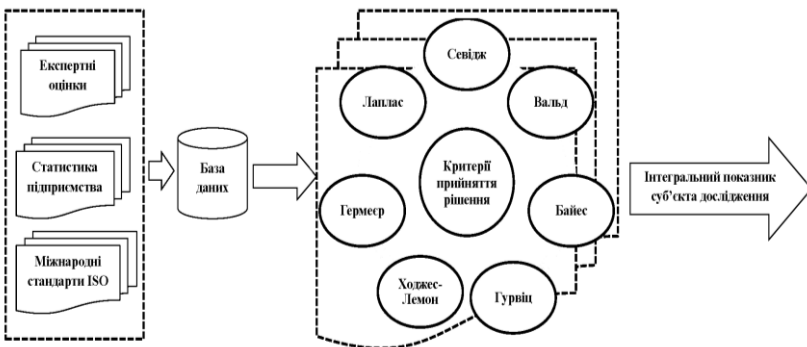 Експертні
оцінки
Статистика
підприємства
Міжнародні
стандарти ISO
База
даних
Севідж
Лаплас
Вальд
Критерії
прийняття
рішення
Гермеєр
Байес
Ходжес-
Лемон
Гурвіц
Інтегральний показник
суб’єкта дослідження